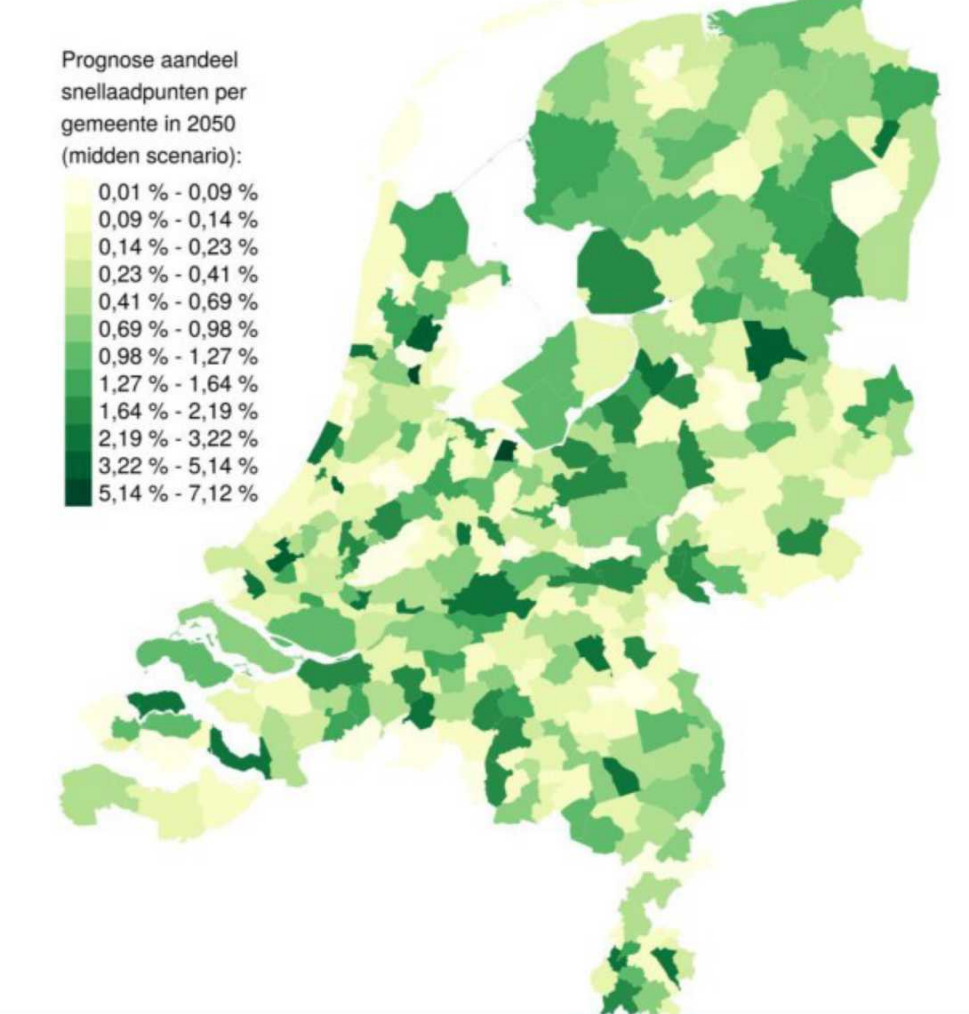 Prognose aandeel
snellaadpunten per
gemeente in 2050
(midden scenario):
0,01 % - 0,09 %
0,09 % - 0,14 %
0,14 % - 0,23 %
0,23 % - 0,41 %
0,41 % - 0,69 %
0,69 % - 0,98 %
0,98 % - 1,27 %
1,27 % - 1,64 %
1,64 % - 2,19 %
2,19 % - 3,22 %
3,22 % - 5,14 %
5,14 % - 7,12 %